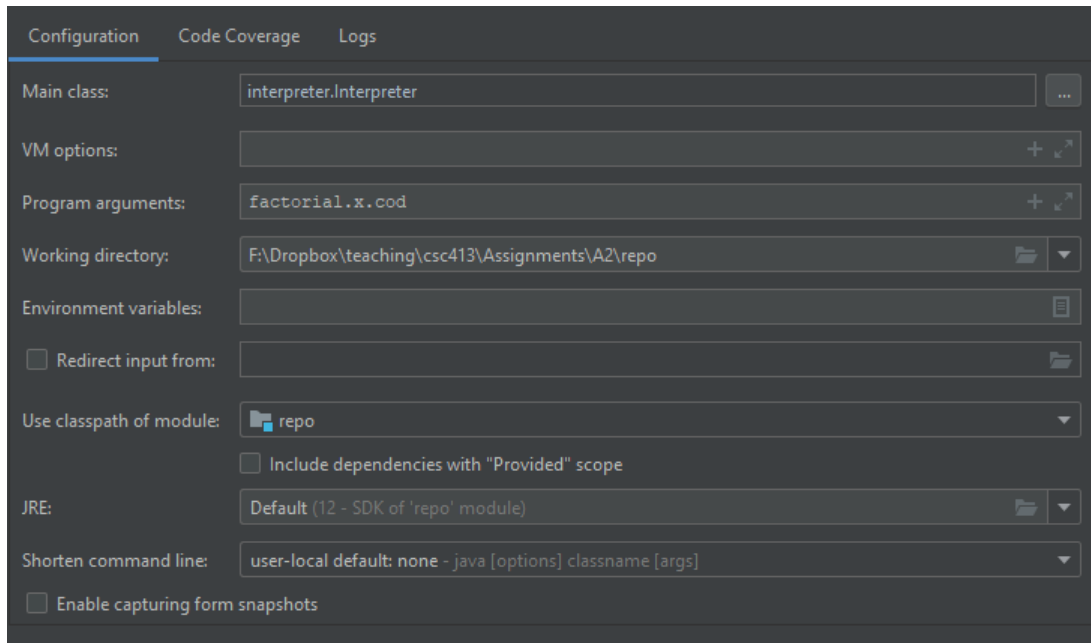 Configuration Code Coverage Logs
Main class: interpreter.Interpreter ...
VM options:
Program arguments: factorial.x.cod
Working directory: F:\Dropbox\teaching\csc413\Assignments\A2\repo
Environment variables:
Redirect input from:
Use classpath of module: repo
Include dependencies with "Provided" scope
JRE: Default (12 - SDK of 'repo' module)
Shorten command line: user-local default: none - java [options] classname [args]
Enable capturing form snapshots